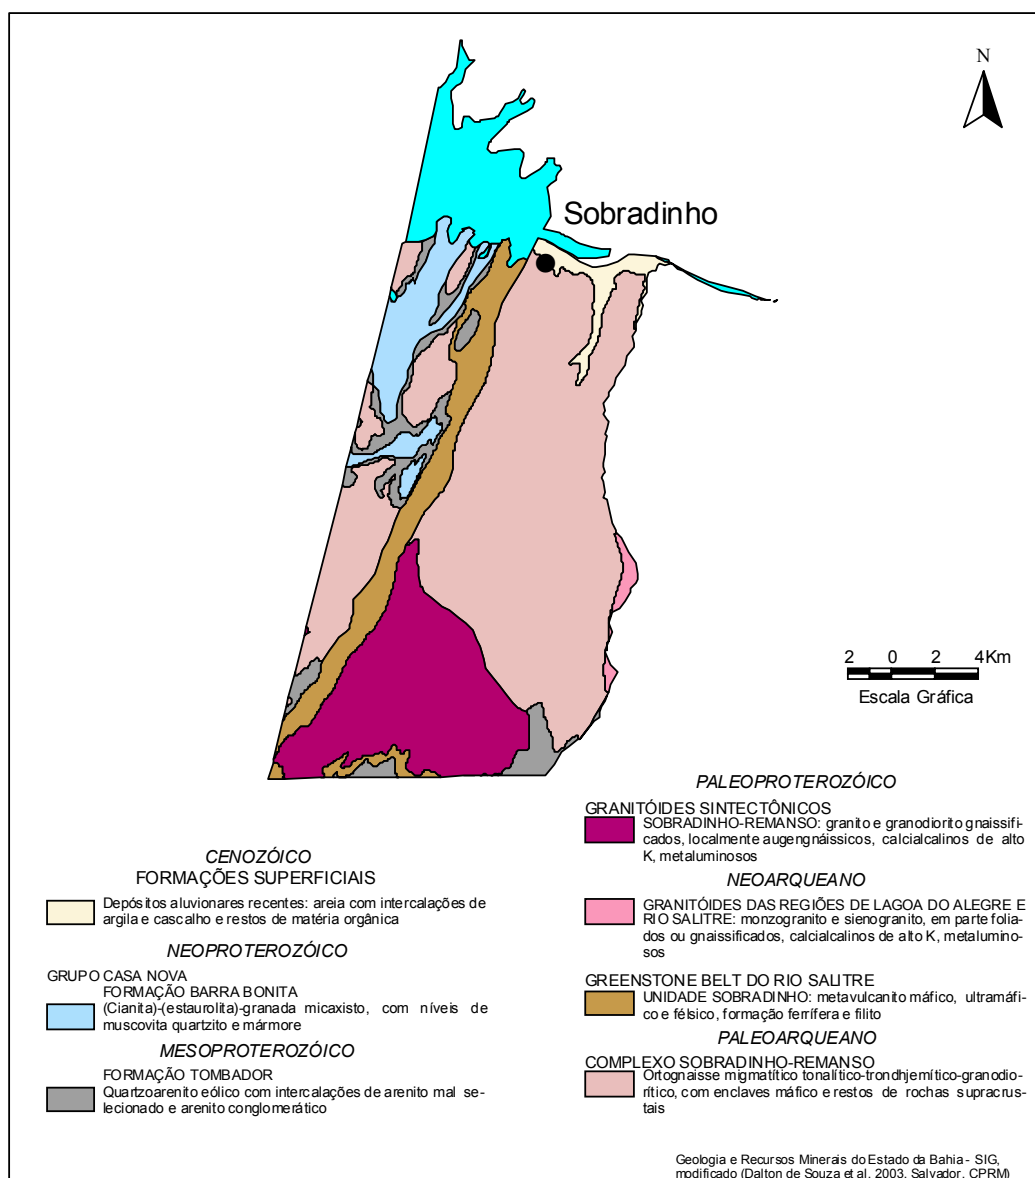 N
Sobradinho
2 0 2 4Km
Escala Gráfica
CENOZÓICO
FORMAÇÕES SUPERFICIAIS
Depósitos aluvionares recentes: areia com intercalações de
argila e cascalho e restos de matéria orgânica
NEOPROTEROZÓICO
GRUPO CASA NOVA
FORMAÇÃO BARRA BONITA
(Cianita)-(estaurolita)-granada micaxisto, com níveis de
muscovita quartzito e mármore
MESOPROTEROZÓICO
FORMAÇÃO TOMBADOR
Quartzoarenito eólico com intercalações de arenito mal se-
lecionado e arenito conglomerático
PALEOPROTEROZÓICO
GRANITÓIDES SINTECTÔNICOS
SOBRADINHO-REMANSO: granito e granodiorito gnaissifi-
cados, localmente augengnáissicos, calcialcalinos de alto
K, metaluminosos
NEOARQUEANO
GRANITÓIDES DAS REGIÕES DE LAGOA DO ALEGRE E
RIO SALITRE: monzogranito e sienogranito, em parte folia-
dos ou gnaissificados, calcialcalinos de alto K, metalumino-
sos
GREENSTONE BELT DO RIO SALITRE
UNIDADE SOBRADINHO: metavulcanito máfico, ultramáfi-
co e félsico, formação ferrífera e filito
PALEOARQUEANO
COMPLEXO SOBRADINHO-REMANSO
Ortognaisse migmatítico tonalítico-trondhjemítico-granodio-
rítico, com enclaves máfico e restos de rochas supracrus-
tais
Geologia e Recursos Minerais do Estado da Bahia - SIG,
modificado (Dalton de Souza et al, 2003, Salvador, CPRM)